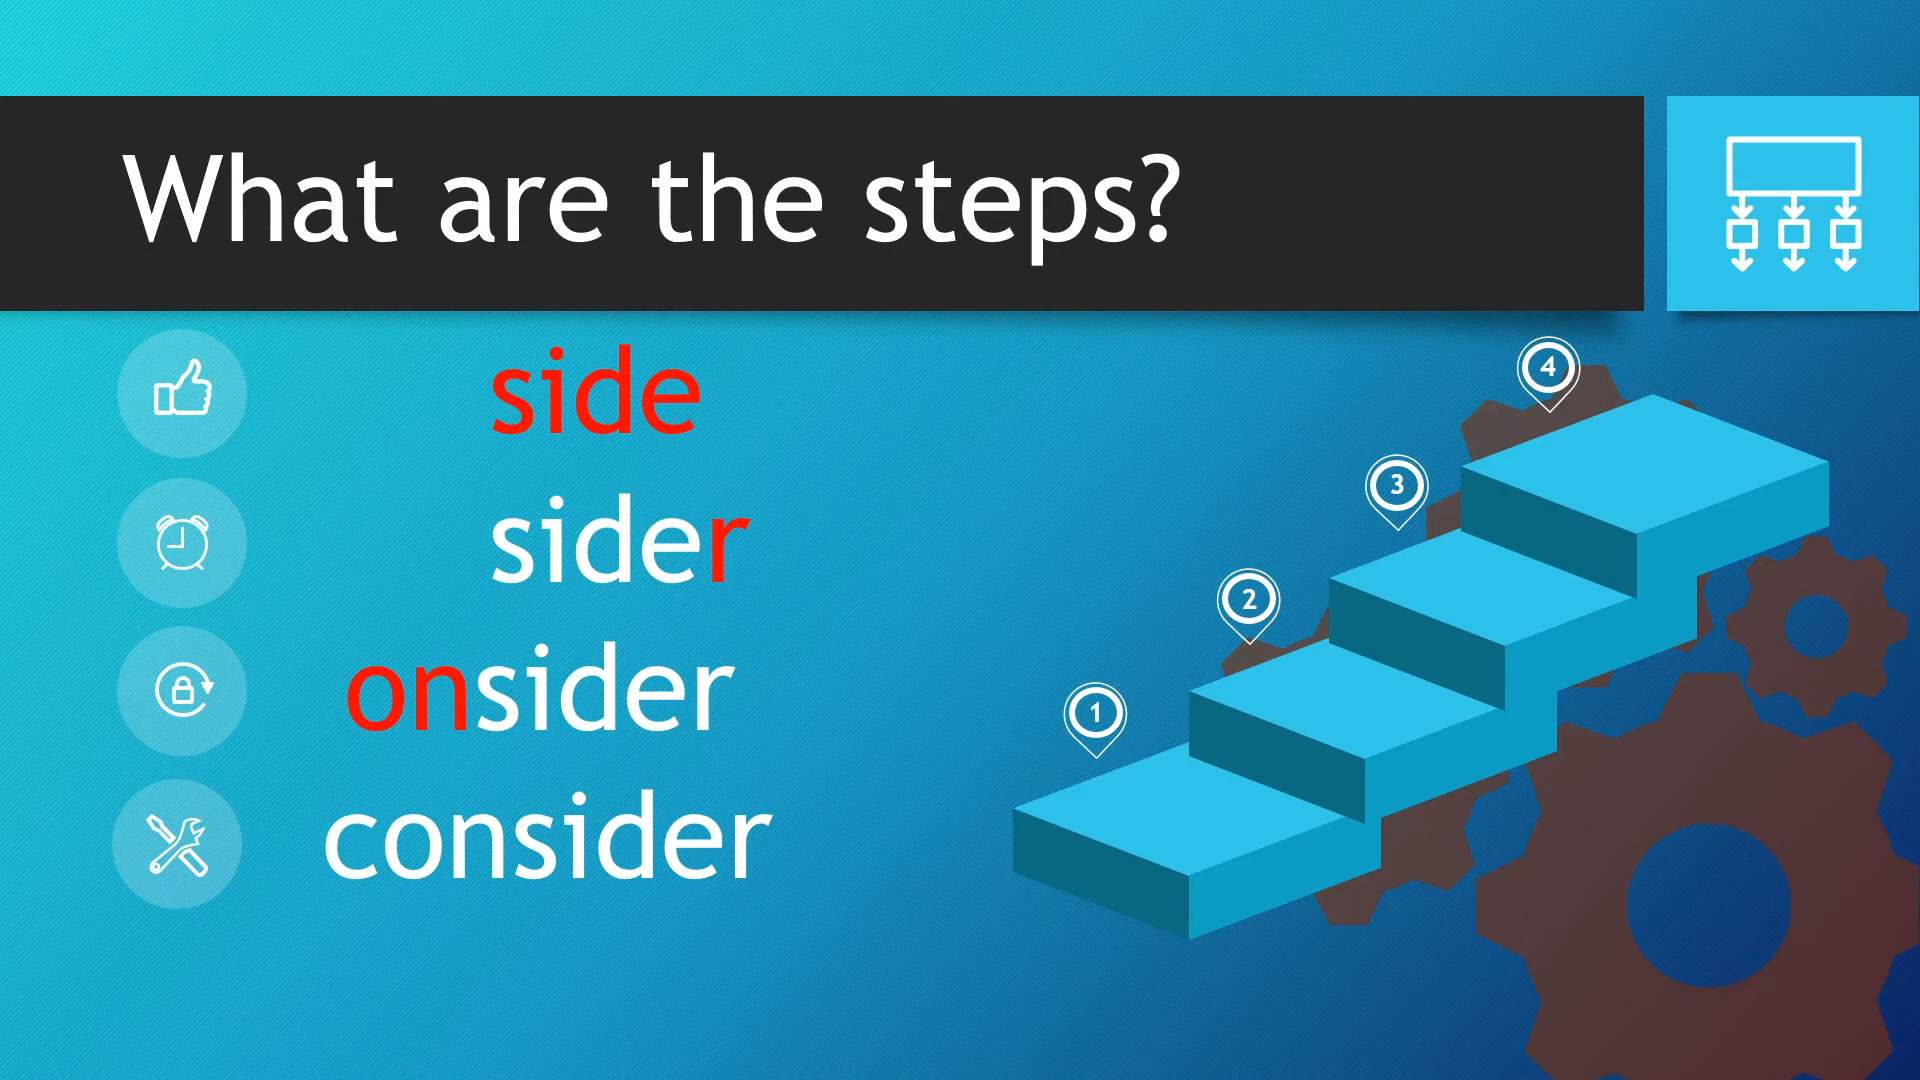 What are the steps?
side
sider
onsider
consider
4
3
2
1